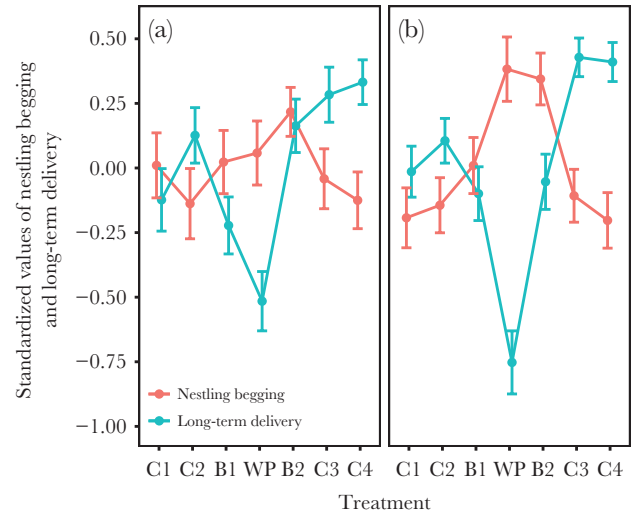 (a) (b)
0.50
0.25
0.00
−0.25
−0.50
−0.75
−1.00
Standardized values of nestling begging
and long-term delivery
Nestling begging
Long-term delivery
C1 C2 B1 WP B2 C3 C4 C1 C2 B1 WP B2 C3 C4
Treatment